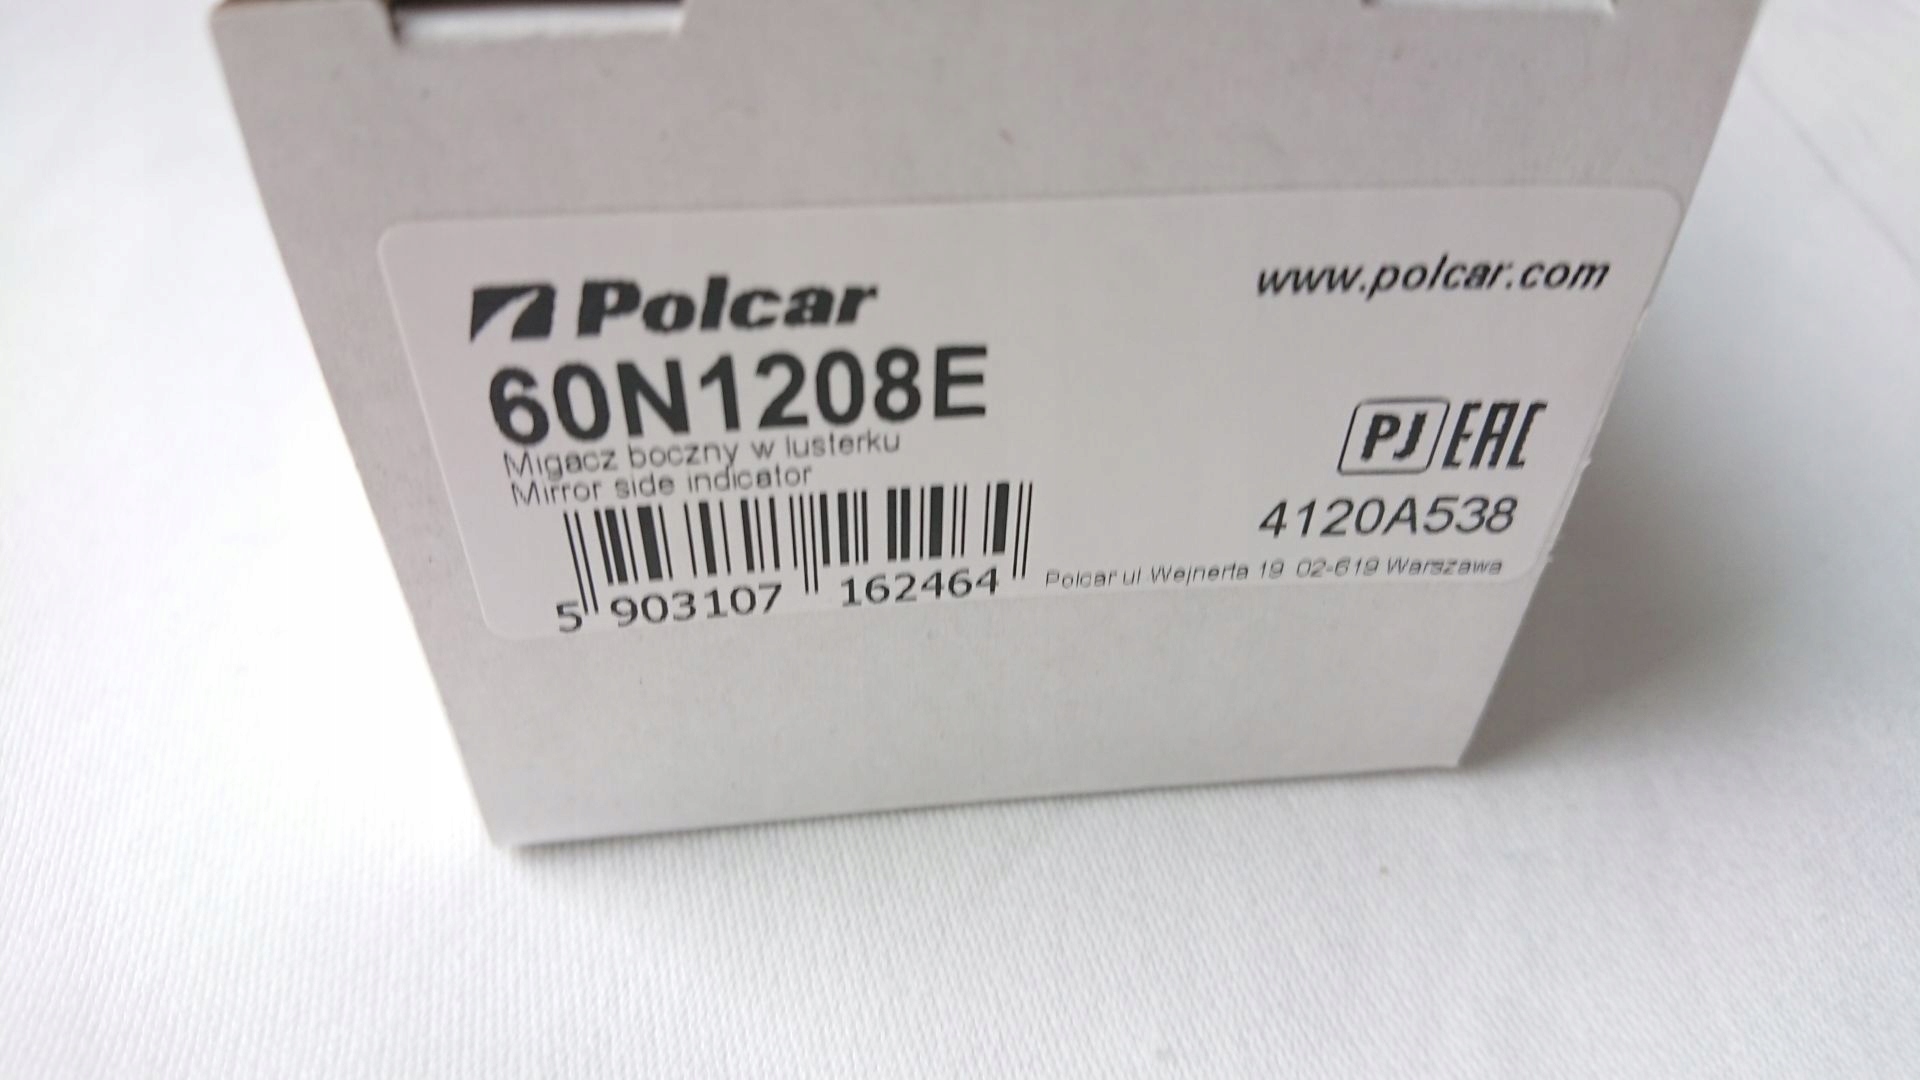 Polcar
www.polcar.com
60N1208E
Migacz boczny w lusterku
Mirror side indicator
PJ EAC
4120A538
5 903107 162464
Polcar ul Wejnerta 19 02-619 Warszawa